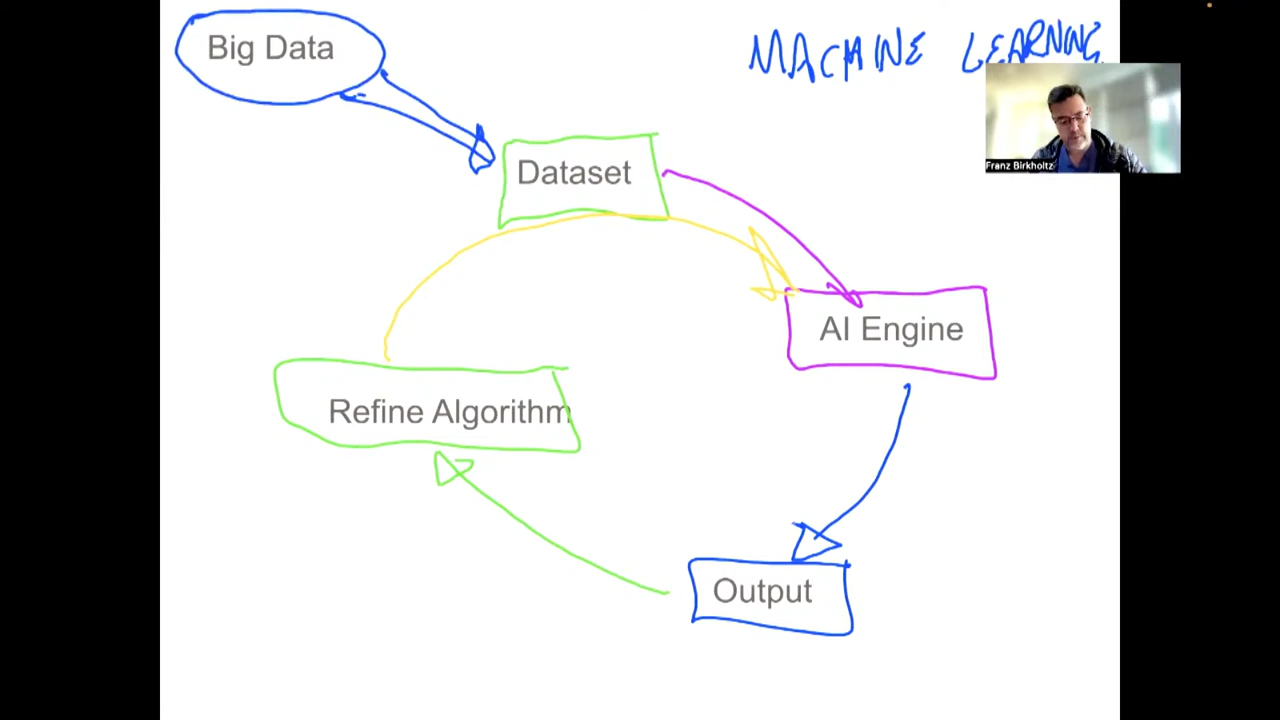 Big Data
MACHINE LEARNING
Franz Birkholtz
Dataset
AI Engine
Refine Algorithm
Output